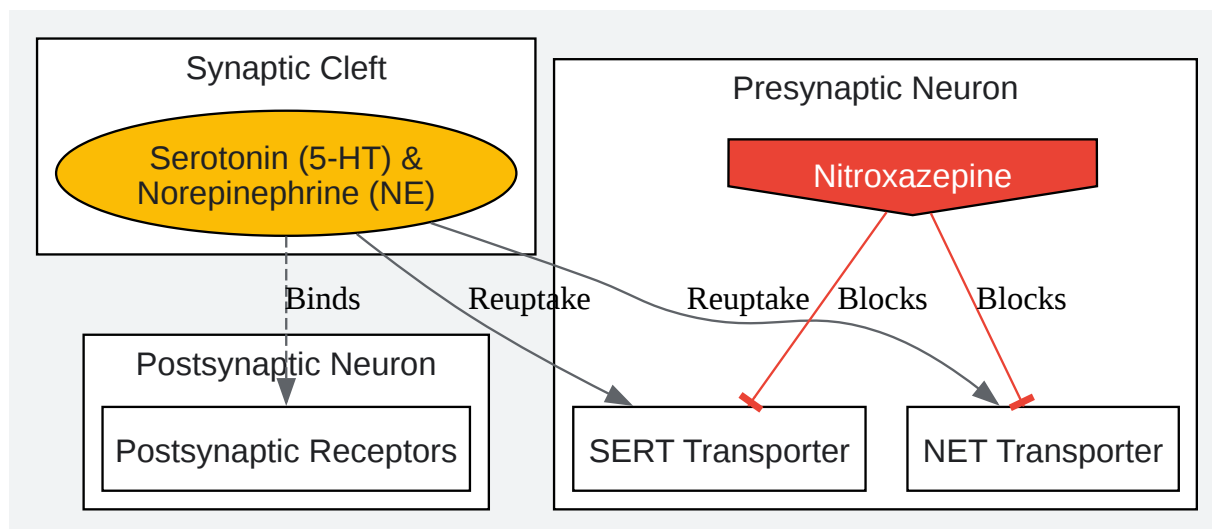 Synaptic Cleft
Serotonin (5-HT) &
Norepinephrine (NE)
Presynaptic Neuron
Nitroxazepine
Binds
Reuptake
Reuptake
Blocks
Blocks
Postsynaptic Neuron
Postsynaptic Receptors
SERT Transporter
NET Transporter